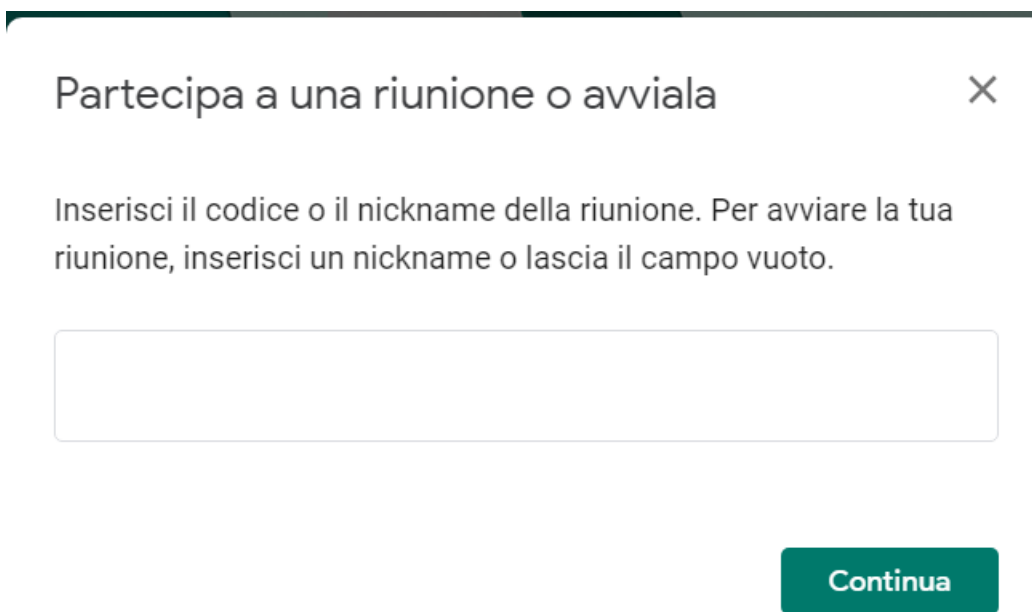 Partecipa a una riunione o avviala
Inserisci il codice o il nickname della riunione. Per avviare la tua
riunione, inserisci un nickname o lascia il campo vuoto.
Continua